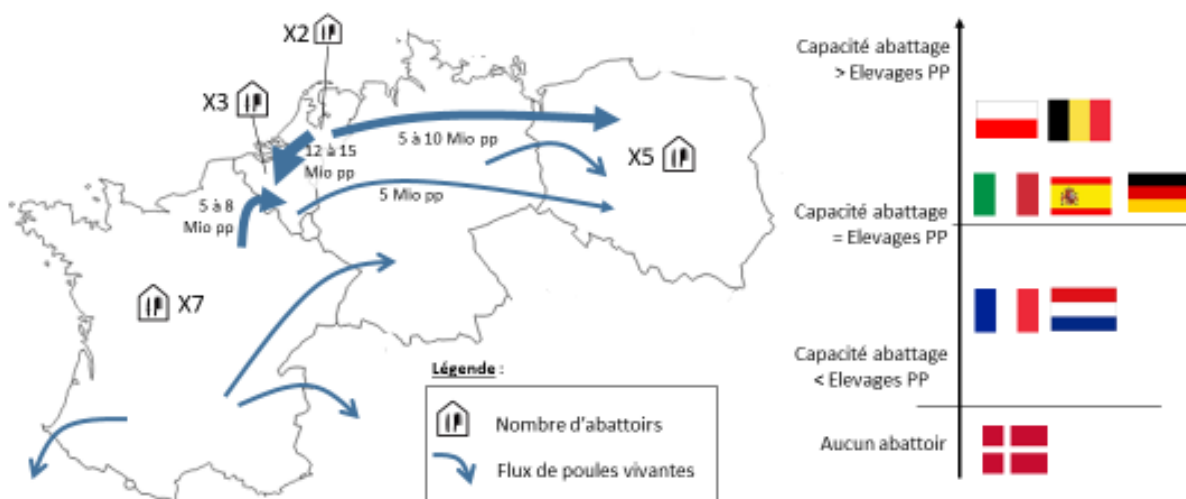 X2
X3
12 à 15
Mio pp
5 à 10 Mio pp
X5
5 à 8
Mio pp
5 Mio pp
X7
Légende :
Nombre d'abattoirs
Flux de poules vivantes
Capacité abattage
> Elevages PP
Capacité abattage
= Elevages PP
Capacité abattage
< Elevages PP
Aucun abattoir